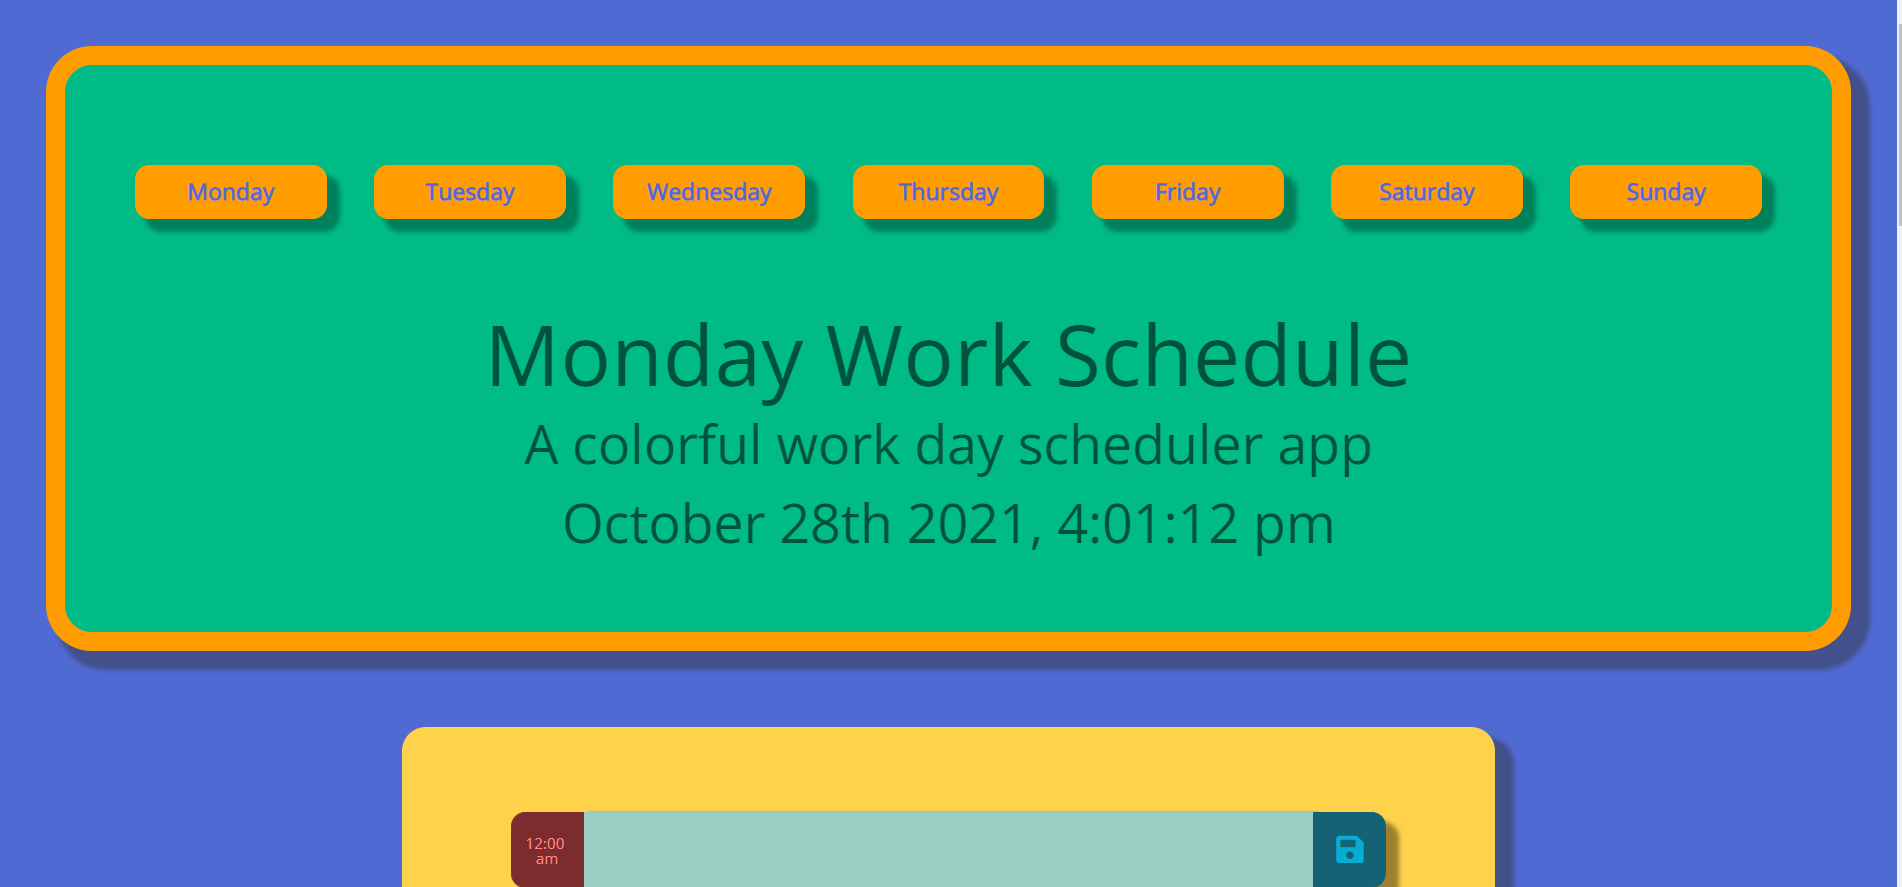 Monday Tuesday Wednesday Thursday Friday Saturday Sunday
Monday Work Schedule
A colorful work day scheduler app
October 28th 2021, 4:01:12 pm
12:00
am